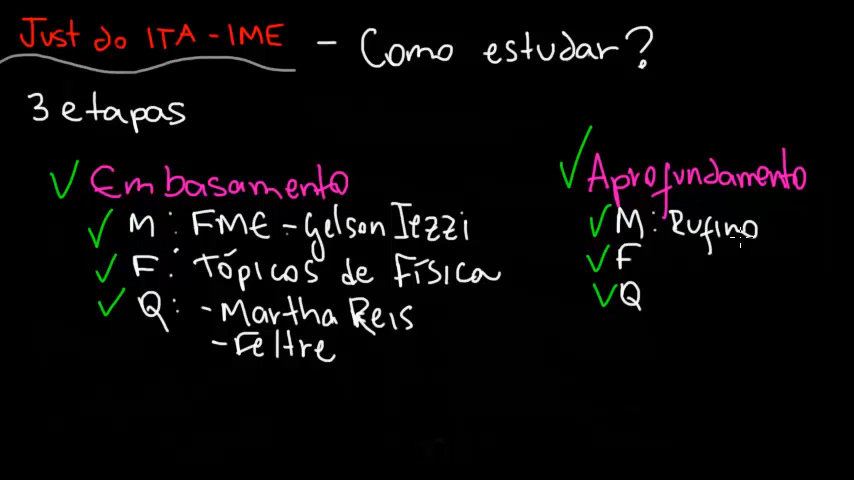 Just do ITA - IME - Como estudar?
3 etapas
Embasamento
M: FME - Gelson Iezzi
F: Tópicos de Física
Q: - Martha Reis
- Feltre
Aprofundamento
M: Rufino
F
Q